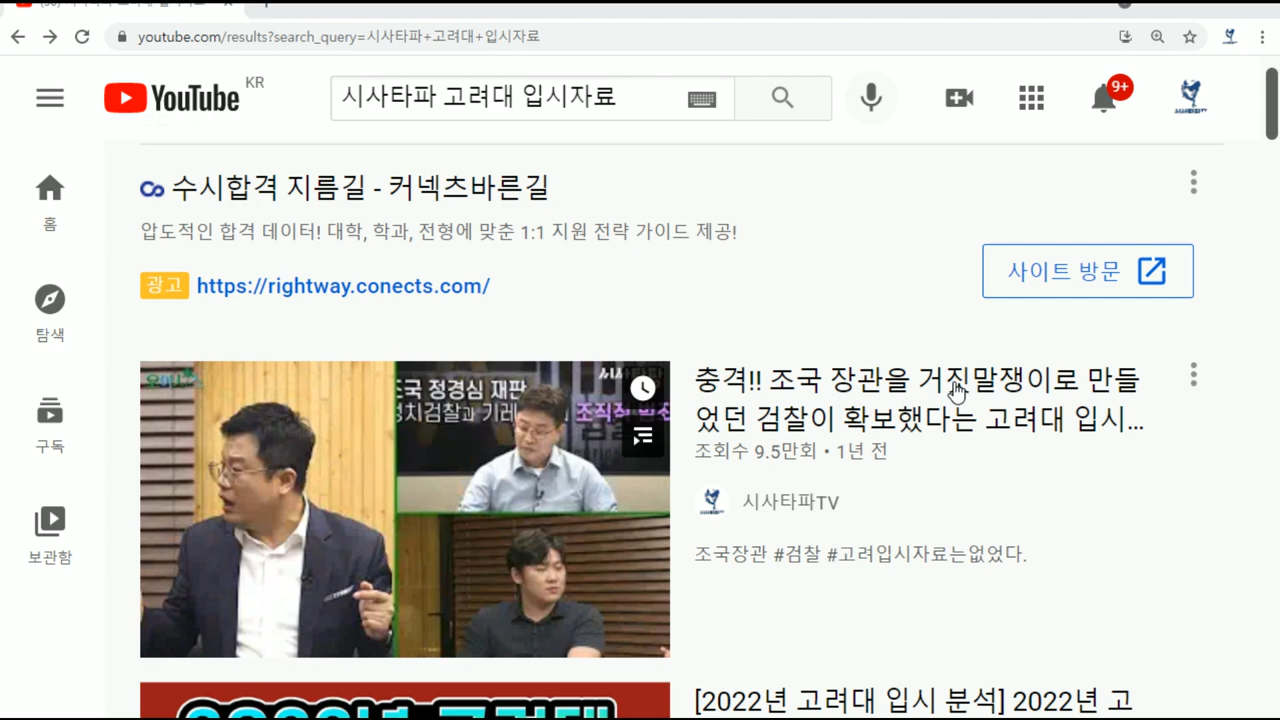 youtube.com/results?search_query=시사타파+고려대+입시자료
YouTube KR
시사타파 고려대 입시자료
9+
홈
탐색
구독
보관함
수시합격 지름길 - 커넥츠바른길
압도적인 합격 데이터! 대학, 학과, 전형에 맞춘 1:1 지원 전략 가이드 제공!
광고 https://rightway.conects.com/
사이트 방문
조국 정경심 재판
정치검찰과 기레
충격!! 조국 장관을 거짓말쟁이로 만들
었던 검찰이 확보했다는 고려대 입시...
조회수 9.5만회 • 1년 전
시사타파TV
조국장관 #검찰 #고려입시자료는없었다.
[2022년 고려대 입시 분석] 2022년 고